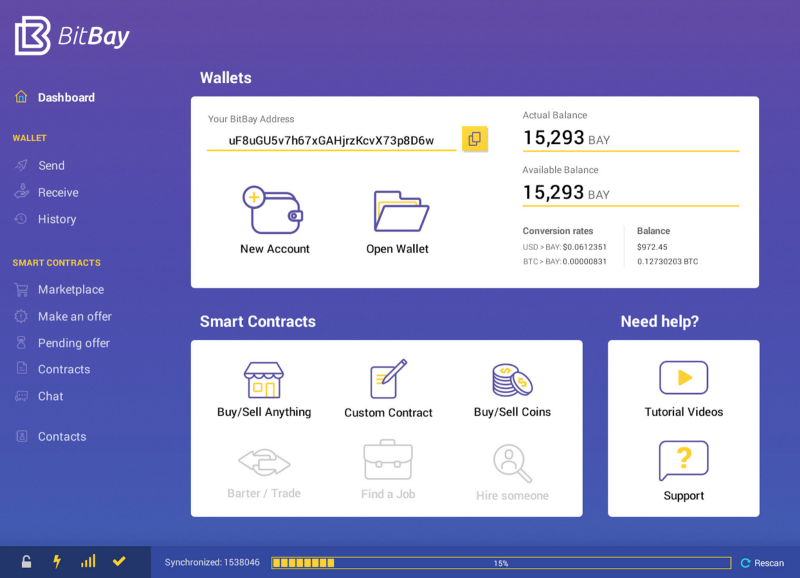 BitBay
Dashboard
WALLET
Send
Receive
History
SMART CONTRACTS
Marketplace
Make an offer
Pending offer
Contracts
Chat
Contacts
Wallets
Your BitBay Address
uF8uGU5v7h67xGAHjrzKcvX73p8D6w
New Account
Open Wallet
Actual Balance
15,293 BAY
Available Balance
15,293 BAY
Conversion rates
USD > BAY: $0.0612351
BTC > BAY: 0.00000831
Balance
$972.45
0.12730203 BTC
Smart Contracts
Buy/Sell Anything
Custom Contract
Buy/Sell Coins
Barter / Trade
Find a Job
Hire someone
Need help?
Tutorial Videos
Support
Synchronized: 1538046
15%
Rescan